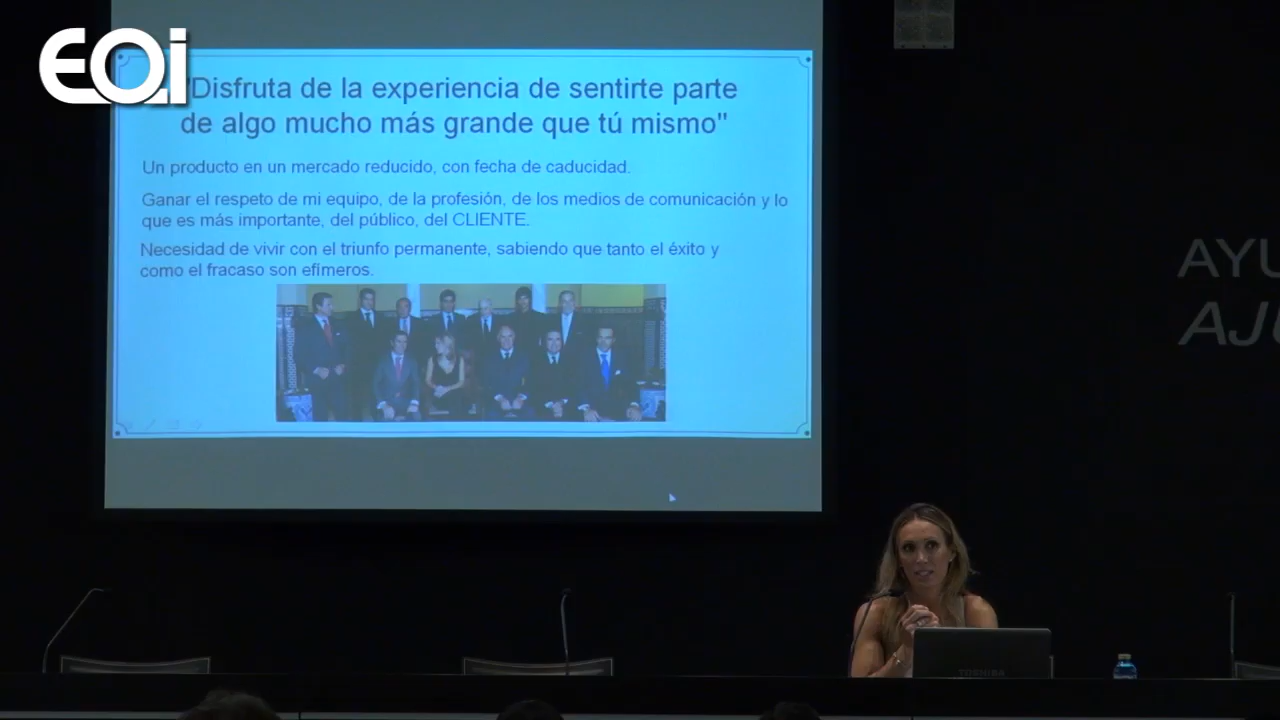 EOi
"Disfruta de la experiencia de sentirte parte
de algo mucho más grande que tú mismo"
Un producto en un mercado reducido, con fecha de caducidad.
Ganar el respeto de mi equipo, de la profesión, de los medios de comunicación y lo
que es más importante, del público, del CLIENTE.
Necesidad de vivir con el triunfo permanente, sabiendo que tanto el éxito y
como el fracaso son efímeros.
AYU
AJU
TOSHIBA